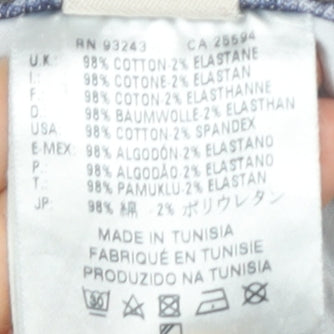 RN 93243 CA 25594
U.K.: 98% COTTON-2% ELASTANE
I.: 98% COTONE-2% ELASTAN
F.: 98% COTON-2% ELASTHANNE
D. 98% BAUMWOLLE-2% ELASTHAN
USA 98% COTTON-2% SPANDEX
E-MEX: 98% ALGODÓN-2% ELASTANO
P.: 98% ALGODÃO-2% ELASTANO
T.: 98% PAMUKLU-2% ELASTAN
JP: 98% 綿 · 2% ポリウレタン
MADE IN TUNISIA
FABRIQUÉ EN TUNISIE
PRODUZIDO NA TUNISIA
30